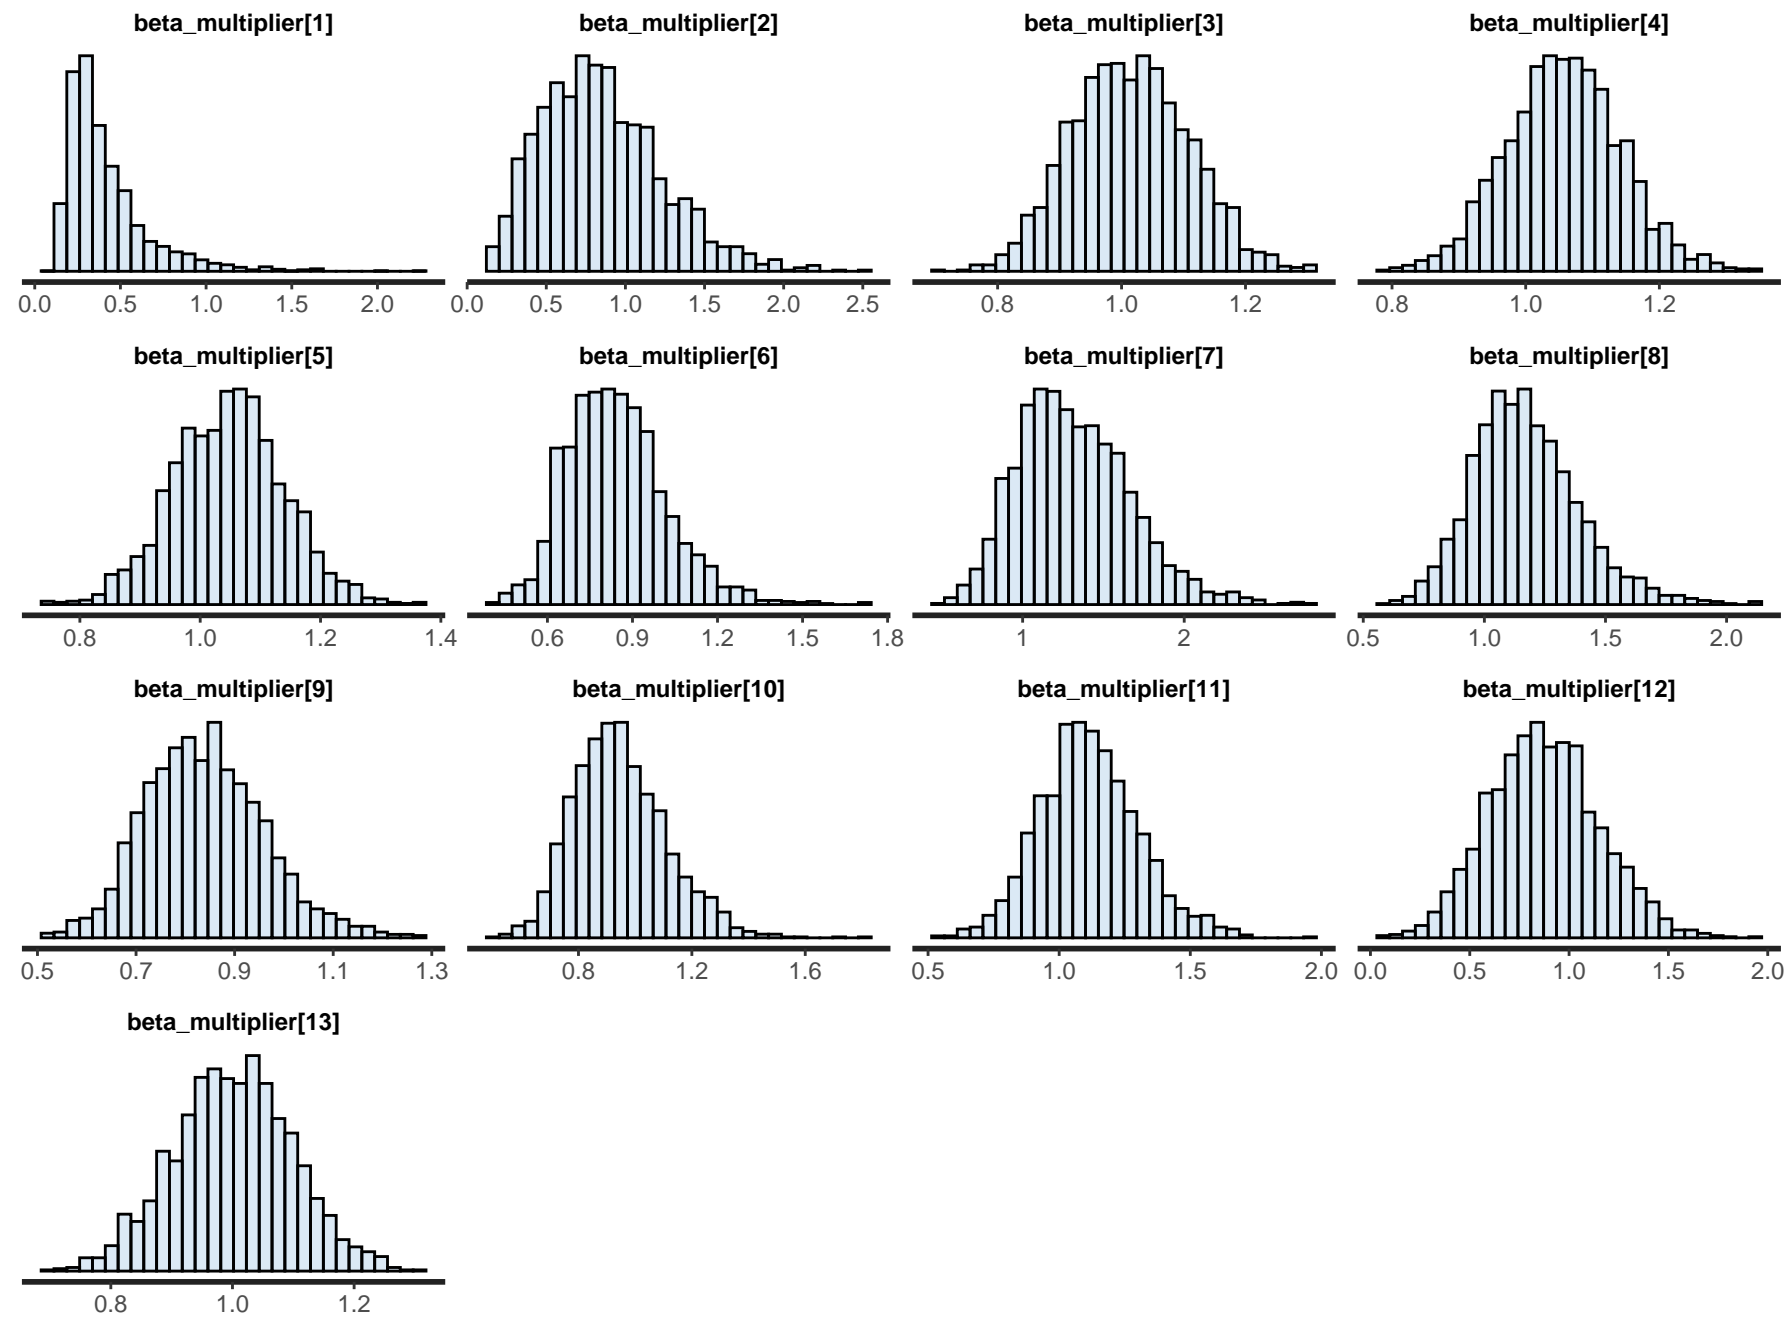 beta_multiplier[1] beta_multiplier[2] beta_multiplier[3] beta_multiplier[4]
0.0 0.5 1.0 1.5 2.0 0.0 0.5 1.0 1.5 2.0 2.5 0.8 1.0 1.2 0.8 1.0 1.2
beta_multiplier[5] beta_multiplier[6] beta_multiplier[7] beta_multiplier[8]
0.8 1.0 1.2 1.4 0.6 0.9 1.2 1.5 1.8 1 2 0.5 1.0 1.5 2.0
beta_multiplier[9] beta_multiplier[10] beta_multiplier[11] beta_multiplier[12]
0.5 0.7 0.9 1.1 1.3 0.8 1.2 1.6 0.5 1.0 1.5 2.0 0.0 0.5 1.0 1.5 2.0
beta_multiplier[13]
0.8 1.0 1.2